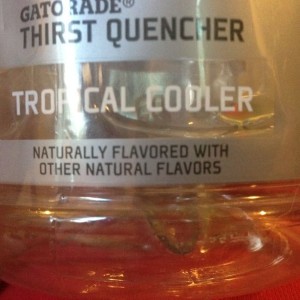 GATORADE®
THIRST QUENCHER
TROPICAL COOLER
NATURALLY FLAVORED WITH
OTHER NATURAL FLAVORS